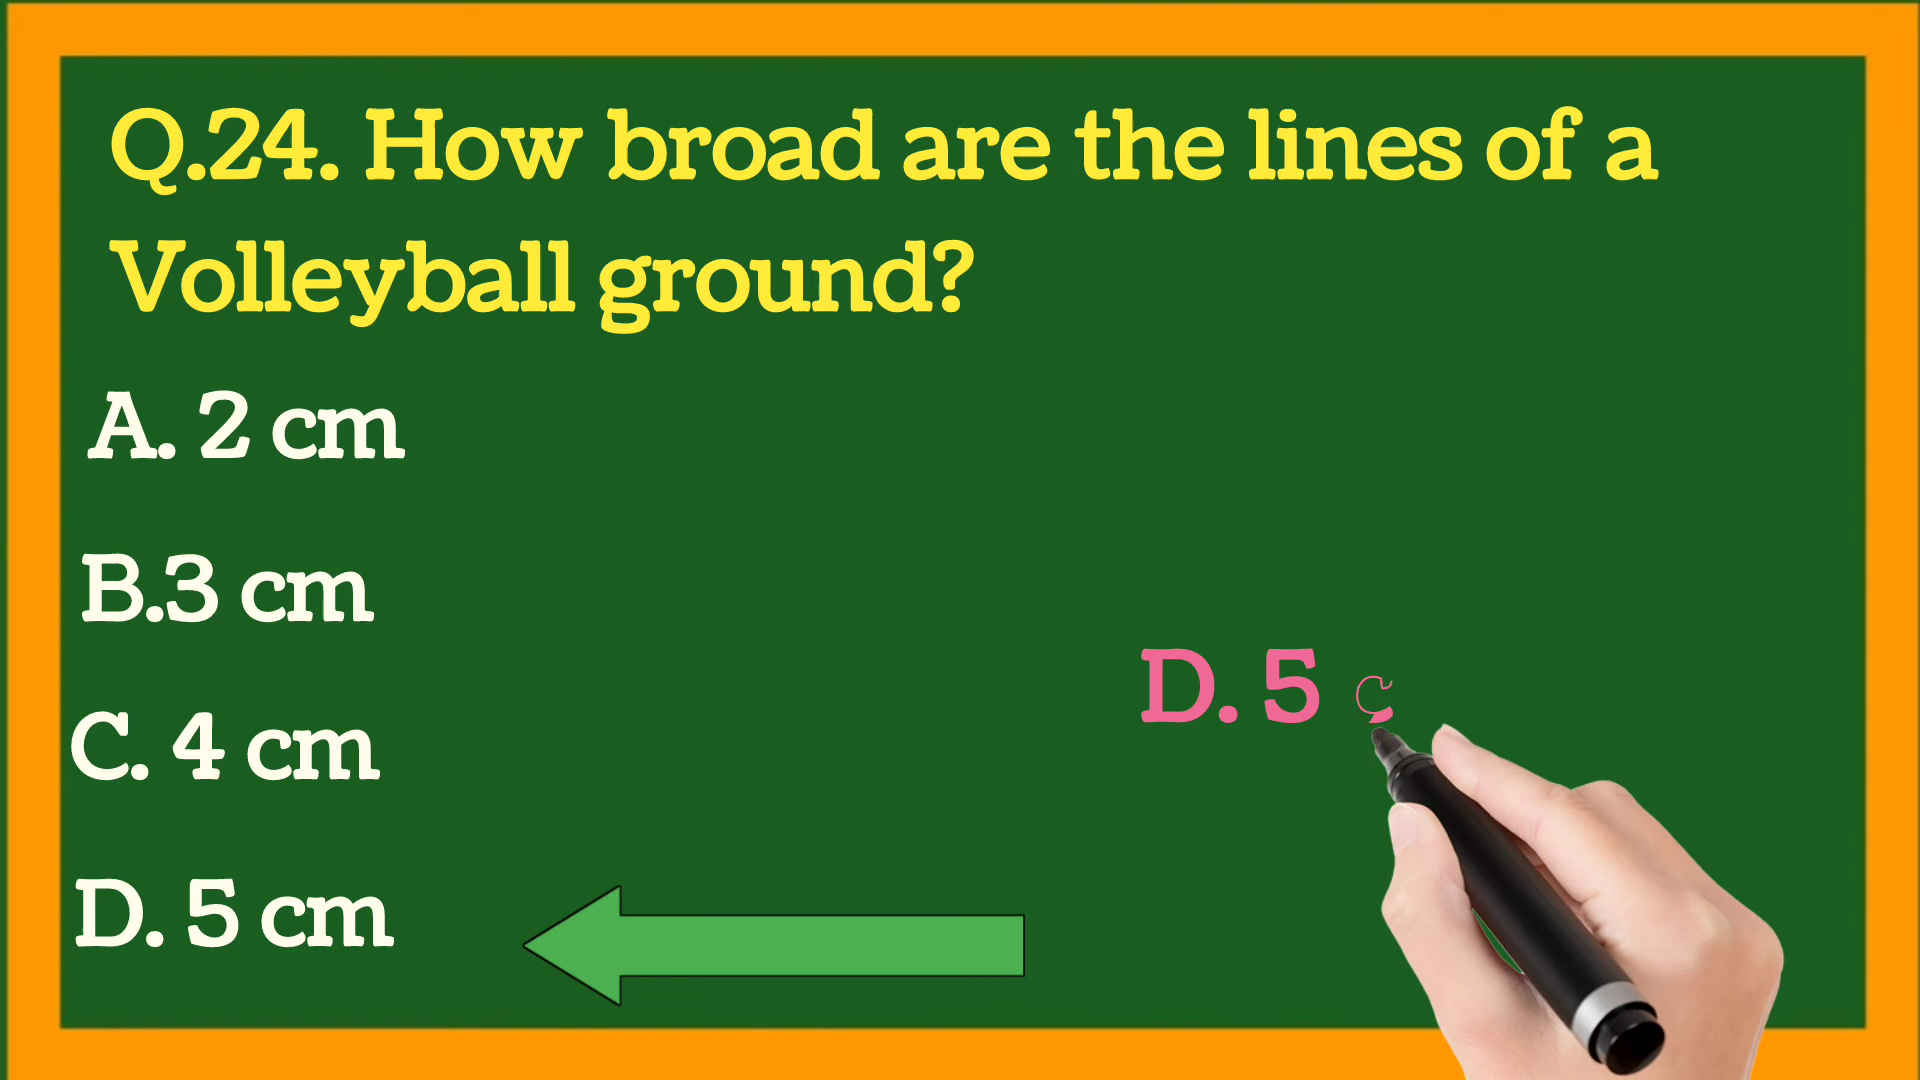 Q.24. How broad are the lines of a
Volleyball ground?
A. 2 cm
B.3 cm
C. 4 cm
D. 5 cm
D. 5 c